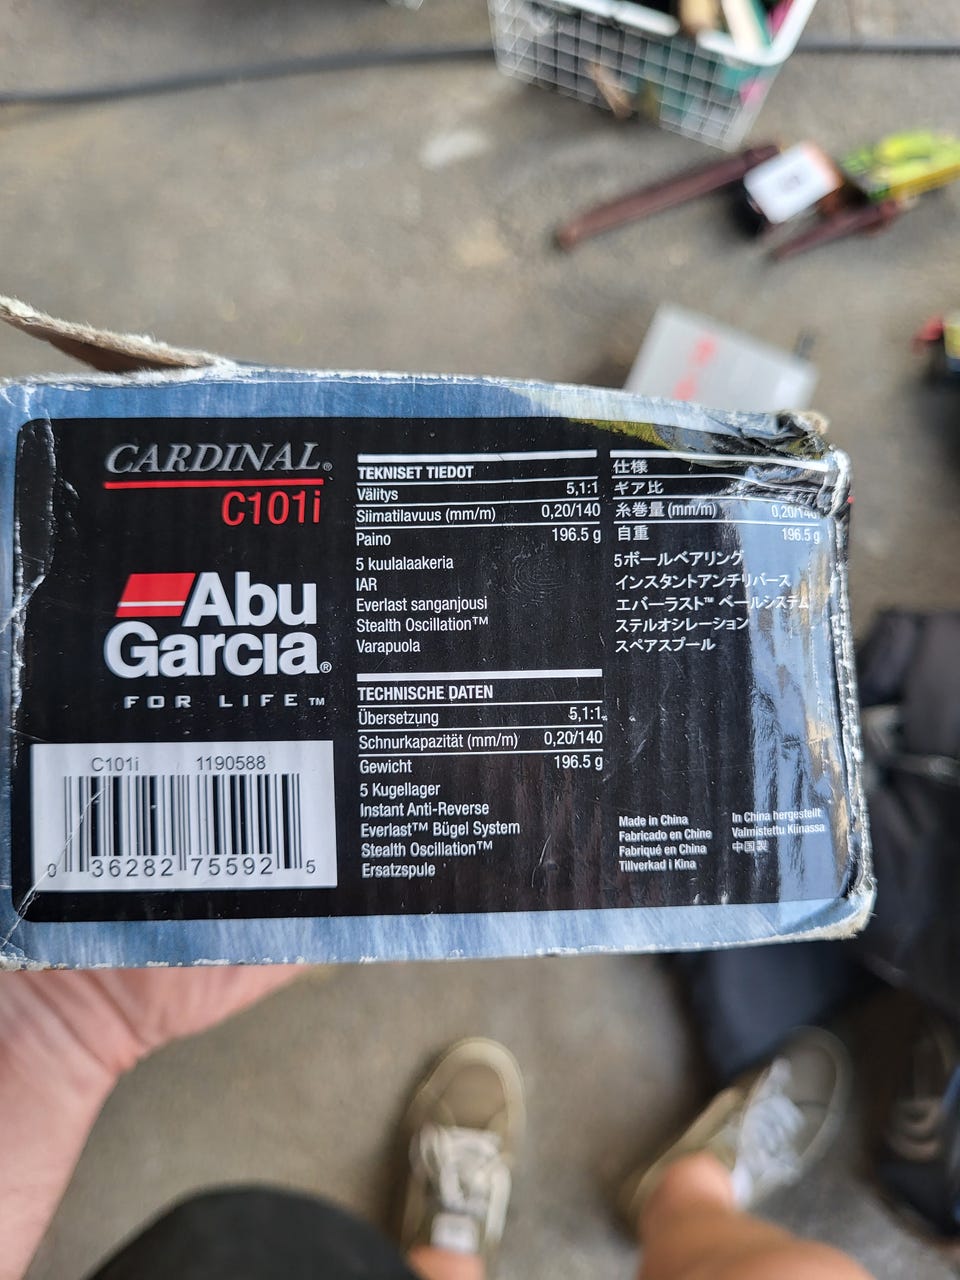 CARDINAL®
C101i
Abu
Garcia®
FOR LIFE™
C101i 1190588
0 36282 75592 5
TEKNISET TIEDOT
Välitys 5,1:1
Siimatilavuus (mm/m) 0,20/140
Paino 196.5 g
5 kuulalaakeria
IAR
Everlast sanganjousi
Stealth Oscillation™
Varapuola
TECHNISCHE DATEN
Übersetzung 5,1:1
Schnurkapazität (mm/m) 0,20/140
Gewicht 196.5 g
5 Kugellager
Instant Anti-Reverse
Everlast™ Bügel System
Stealth Oscillation™
Ersatzspule
仕様
ギア比
糸巻量 (mm/m) 0,20/140
自重 196.5 g
5ボールベアリング
インスタントアンチリバース
エバーラスト™ ベールシステム
ステルオシレーション
スペアスプール
Made in China
Fabricado en Chine
Fabriqué en China
Tillverkad i Kina
In China hergestellt
Valmistettu Kiinassa
中国製